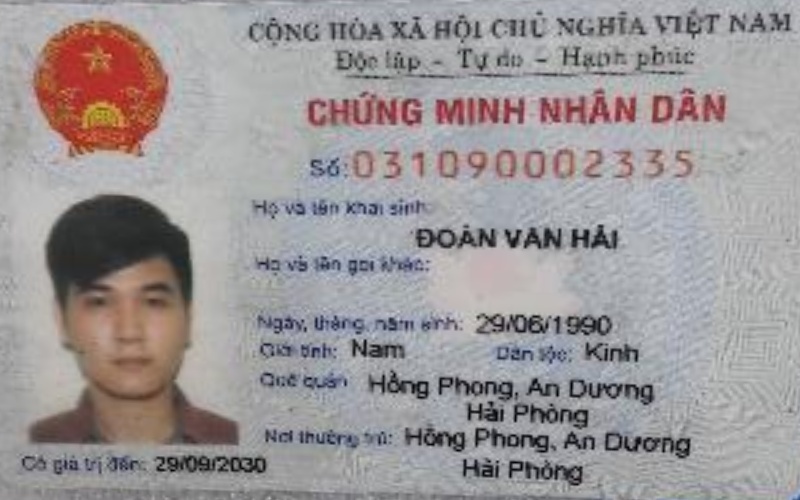 CỘNG HÒA XÃ HỘI CHỦ NGHĨA VIỆT NAM
Độc lập - Tự do - Hạnh phúc
CHỨNG MINH NHÂN DÂN
Số: 031090002335
Họ và tên khai sinh:
ĐOÀN VĂN HẢI
Họ và tên gọi khác:
Ngày, tháng, năm sinh: 29/06/1990
Giới tính: Nam Dân tộc: Kinh
Quê quán: Hồng Phong, An Dương
Hải Phòng
Nơi thường trú: Hồng Phong, An Dương
Hải Phòng
Có giá trị đến: 29/09/2030